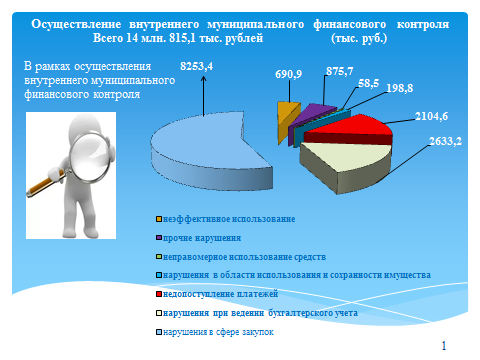 Осуществление внутреннего муниципального финансового контроля
Всего 14 млн. 815,1 тыс. рублей (тыс. руб.)
В рамках осуществления
внутреннего муниципального
финансового контроля
8253,4
690,9
875,7
58,5
198,8
2104,6
2633,2
неэффективное использование
прочие нарушения
неправомерное использование средств
нарушения в области использования и сохранности имущества
недопоступление платежей
нарушения при ведении бухгалтерского учета
нарушения в сфере закупок
1